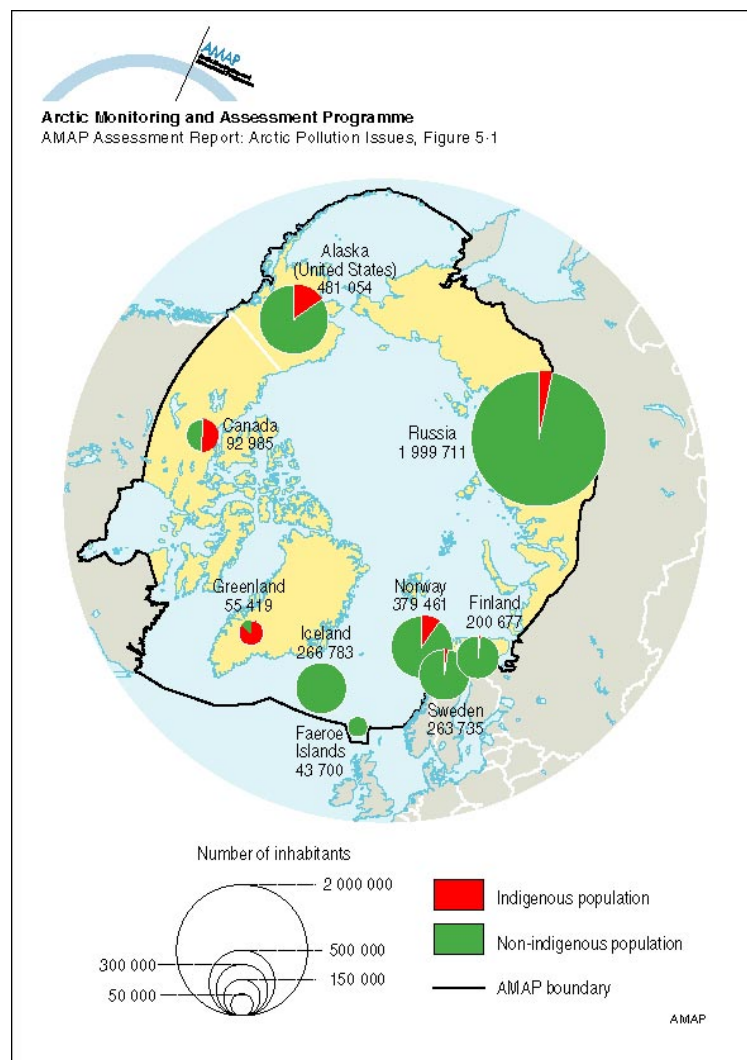 AMAP
Arctic Monitoring and Assessment Programme
AMAP Assessment Report: Arctic Pollution Issues, Figure 5·1
Alaska
(United States)
481 054
Canada
92 985
Russia
1 999 711
Greenland
55 419
Iceland
266 783
Norway
379 461
Finland
200 677
Sweden
263 735
Faeroe
Islands
43 700
Number of inhabitants
2 000 000
500 000
300 000
150 000
50 000
Indigenous population
Non-indigenous population
AMAP boundary
AMAP